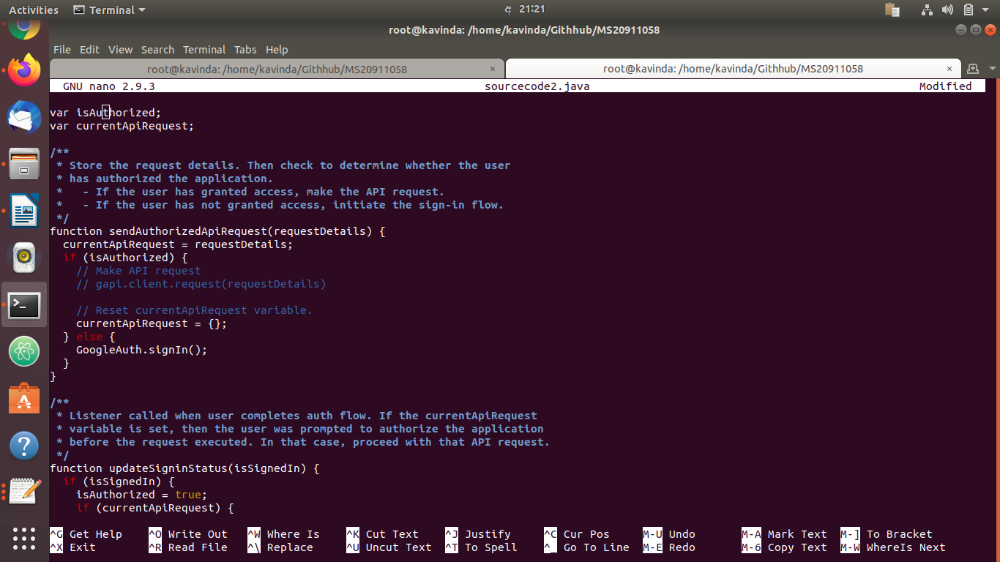 Activities Terminal 21:21
root@kavinda: /home/kavinda/Githhub/MS20911058
File Edit View Search Terminal Tabs Help
root@kavinda: /home/kavinda/Githhub/MS20911058 × root@kavinda: /home/kavinda/Githhub/MS20911058 ×
GNU nano 2.9.3 sourcecode2.java Modified
var isAuthorized;
var currentApiRequest;
/**
 * Store the request details. Then check to determine whether the user
 * has authorized the application.
 *   - If the user has granted access, make the API request.
 *   - If the user has not granted access, initiate the sign-in flow.
 */
function sendAuthorizedApiRequest(requestDetails) {
  currentApiRequest = requestDetails;
  if (isAuthorized) {
    // Make API request
    // gapi.client.request(requestDetails)
    // Reset currentApiRequest variable.
    currentApiRequest = {};
  } else {
    GoogleAuth.signIn();
  }
}
/**
 * Listener called when user completes auth flow. If the currentApiRequest
 * variable is set, then the user was prompted to authorize the application
 * before the request executed. In that case, proceed with that API request.
 */
function updateSigninStatus(isSignedIn) {
  if (isSignedIn) {
    isAuthorized = true;
    if (currentApiRequest) {
^G Get Help ^O Write Out ^W Where Is ^K Cut Text ^J Justify ^C Cur Pos M-U Undo M-A Mark Text M-] To Bracket
^X Exit ^R Read File ^\ Replace ^U Uncut Text ^T To Spell ^_ Go To Line M-E Redo M-6 Copy Text M-W WhereIs Next